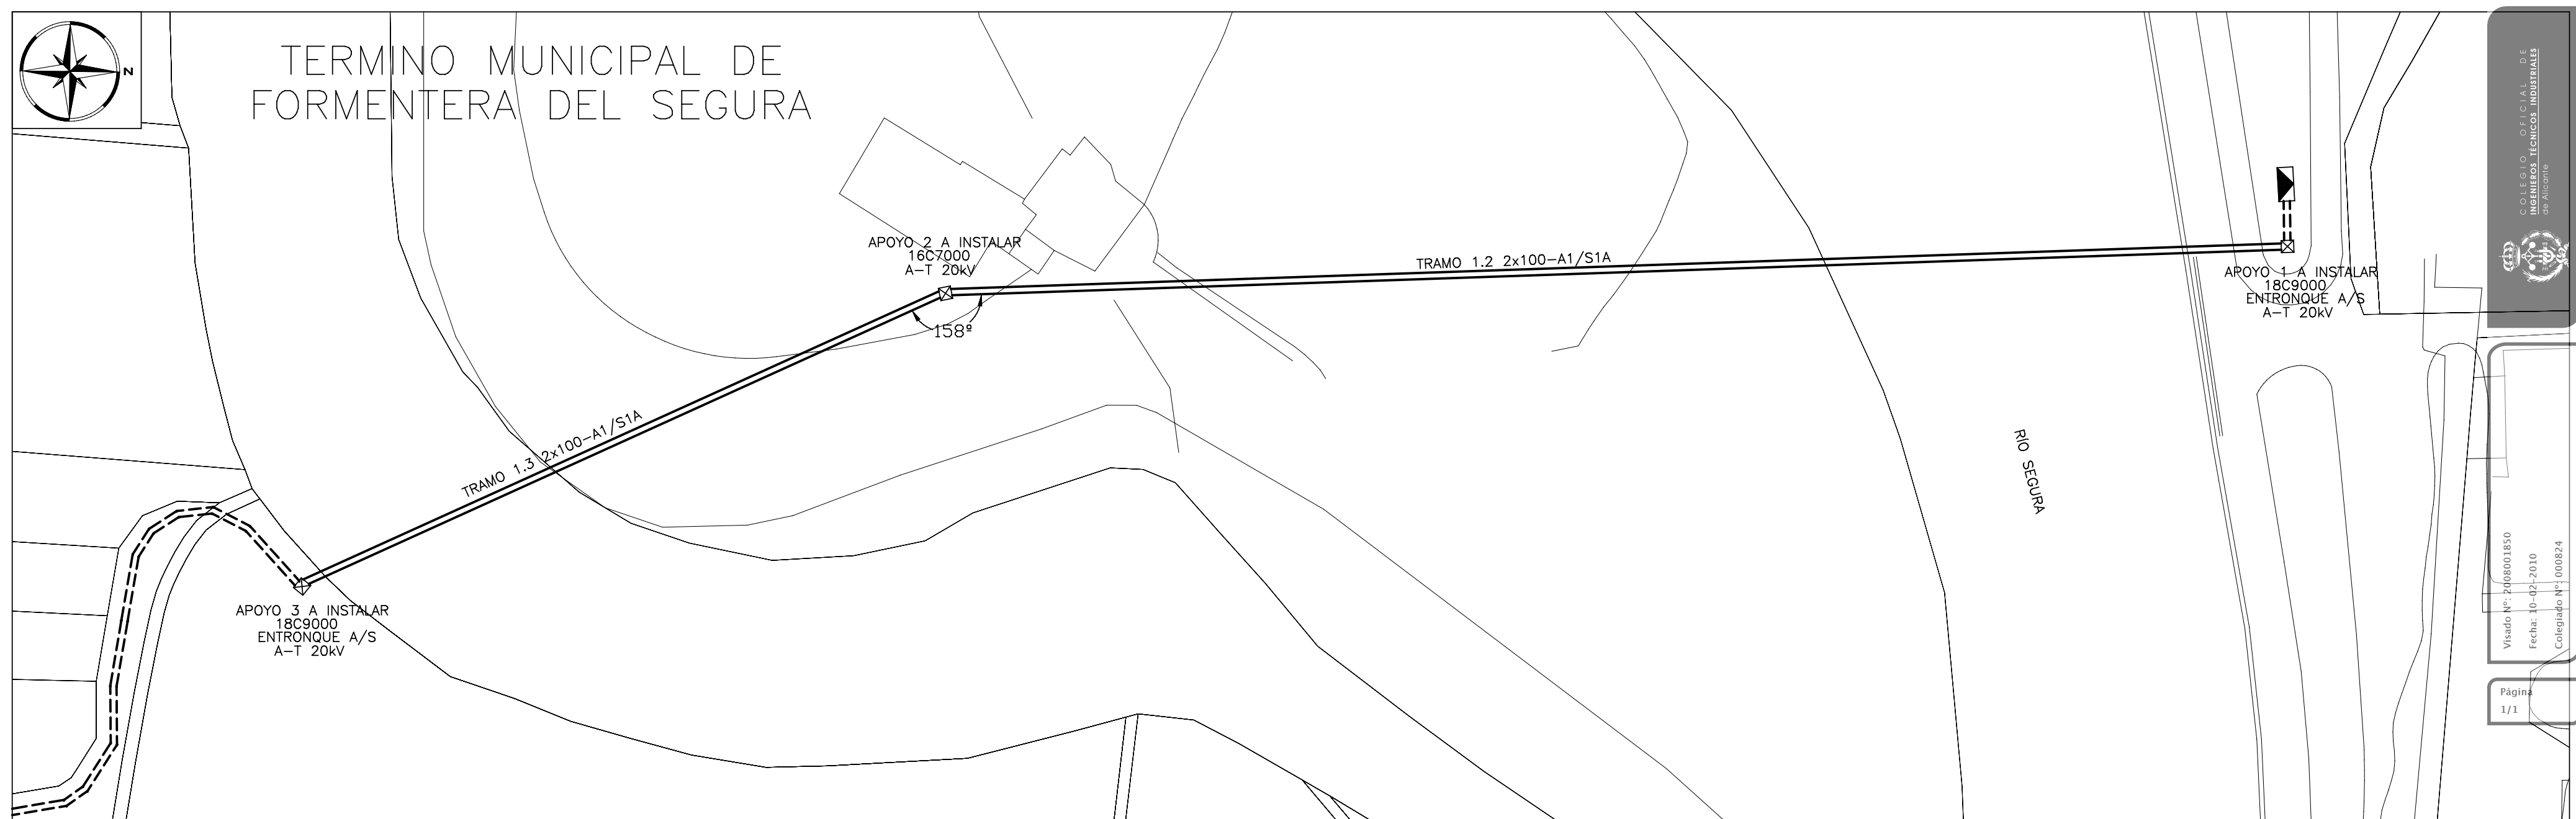 N
TERMINO MUNICIPAL DE
FORMENTERA DEL SEGURA
APOYO 2 A INSTALAR
16C7000
A-T 20kV
158º
TRAMO 1.2 2x100-A1/S1A
APOYO 1 A INSTALAR
18C9000
ENTRONQUE A/S
A-T 20kV
TRAMO 1.3 2x100-A1/S1A
RIO SEGURA
APOYO 3 A INSTALAR
18C9000
ENTRONQUE A/S
A-T 20kV
COLEGIO OFICIAL DE
INGENIEROS TÉCNICOS INDUSTRIALES
de Alicante
Visado Nº: 2008001850
Fecha: 10-02-2010
Colegiado Nº: 000824
Página
1/1